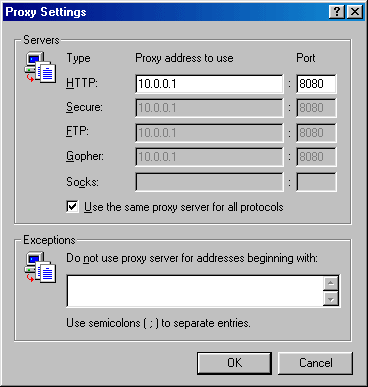 Proxy Settings
Servers
Type Proxy address to use Port
HTTP: 10.0.0.1 : 8080
Secure: 10.0.0.1 : 8080
FTP: 10.0.0.1 : 8080
Gopher: 10.0.0.1 : 8080
Socks: :
Use the same proxy server for all protocols
Exceptions
Do not use proxy server for addresses beginning with:
Use semicolons ( ; ) to separate entries.
OK Cancel